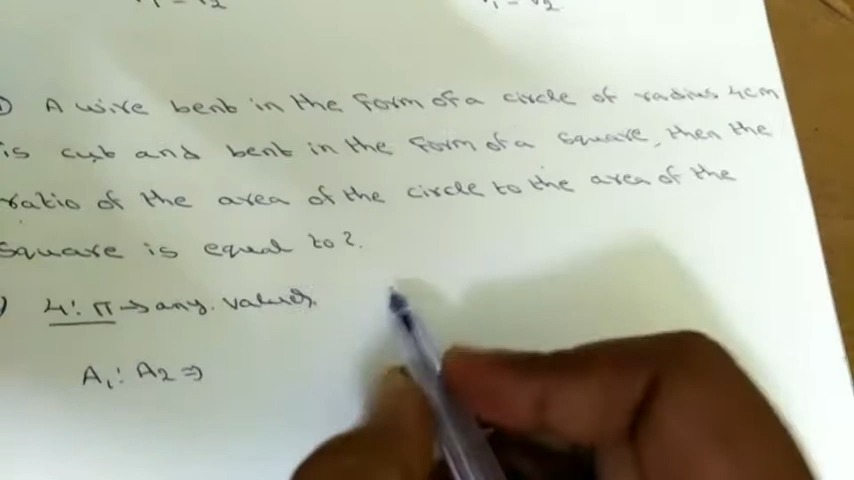 A wire bent in the form of a circle of radius 4cm
is cut and bent in the form of a square, then the
ratio of the area of the circle to the area of the
square is equal to ?.
4:π → any. values.
A₁:A₂ ⇒